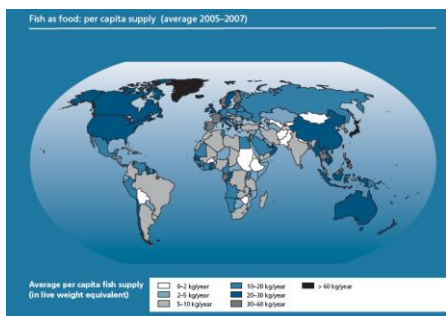 Fish as food: per capita supply (average 2005–2007)
Average per capita fish supply
(in live weight equivalent)
0–2 kg/year
2–5 kg/year
5–10 kg/year
10–20 kg/year
20–30 kg/year
30–60 kg/year
> 60 kg/year